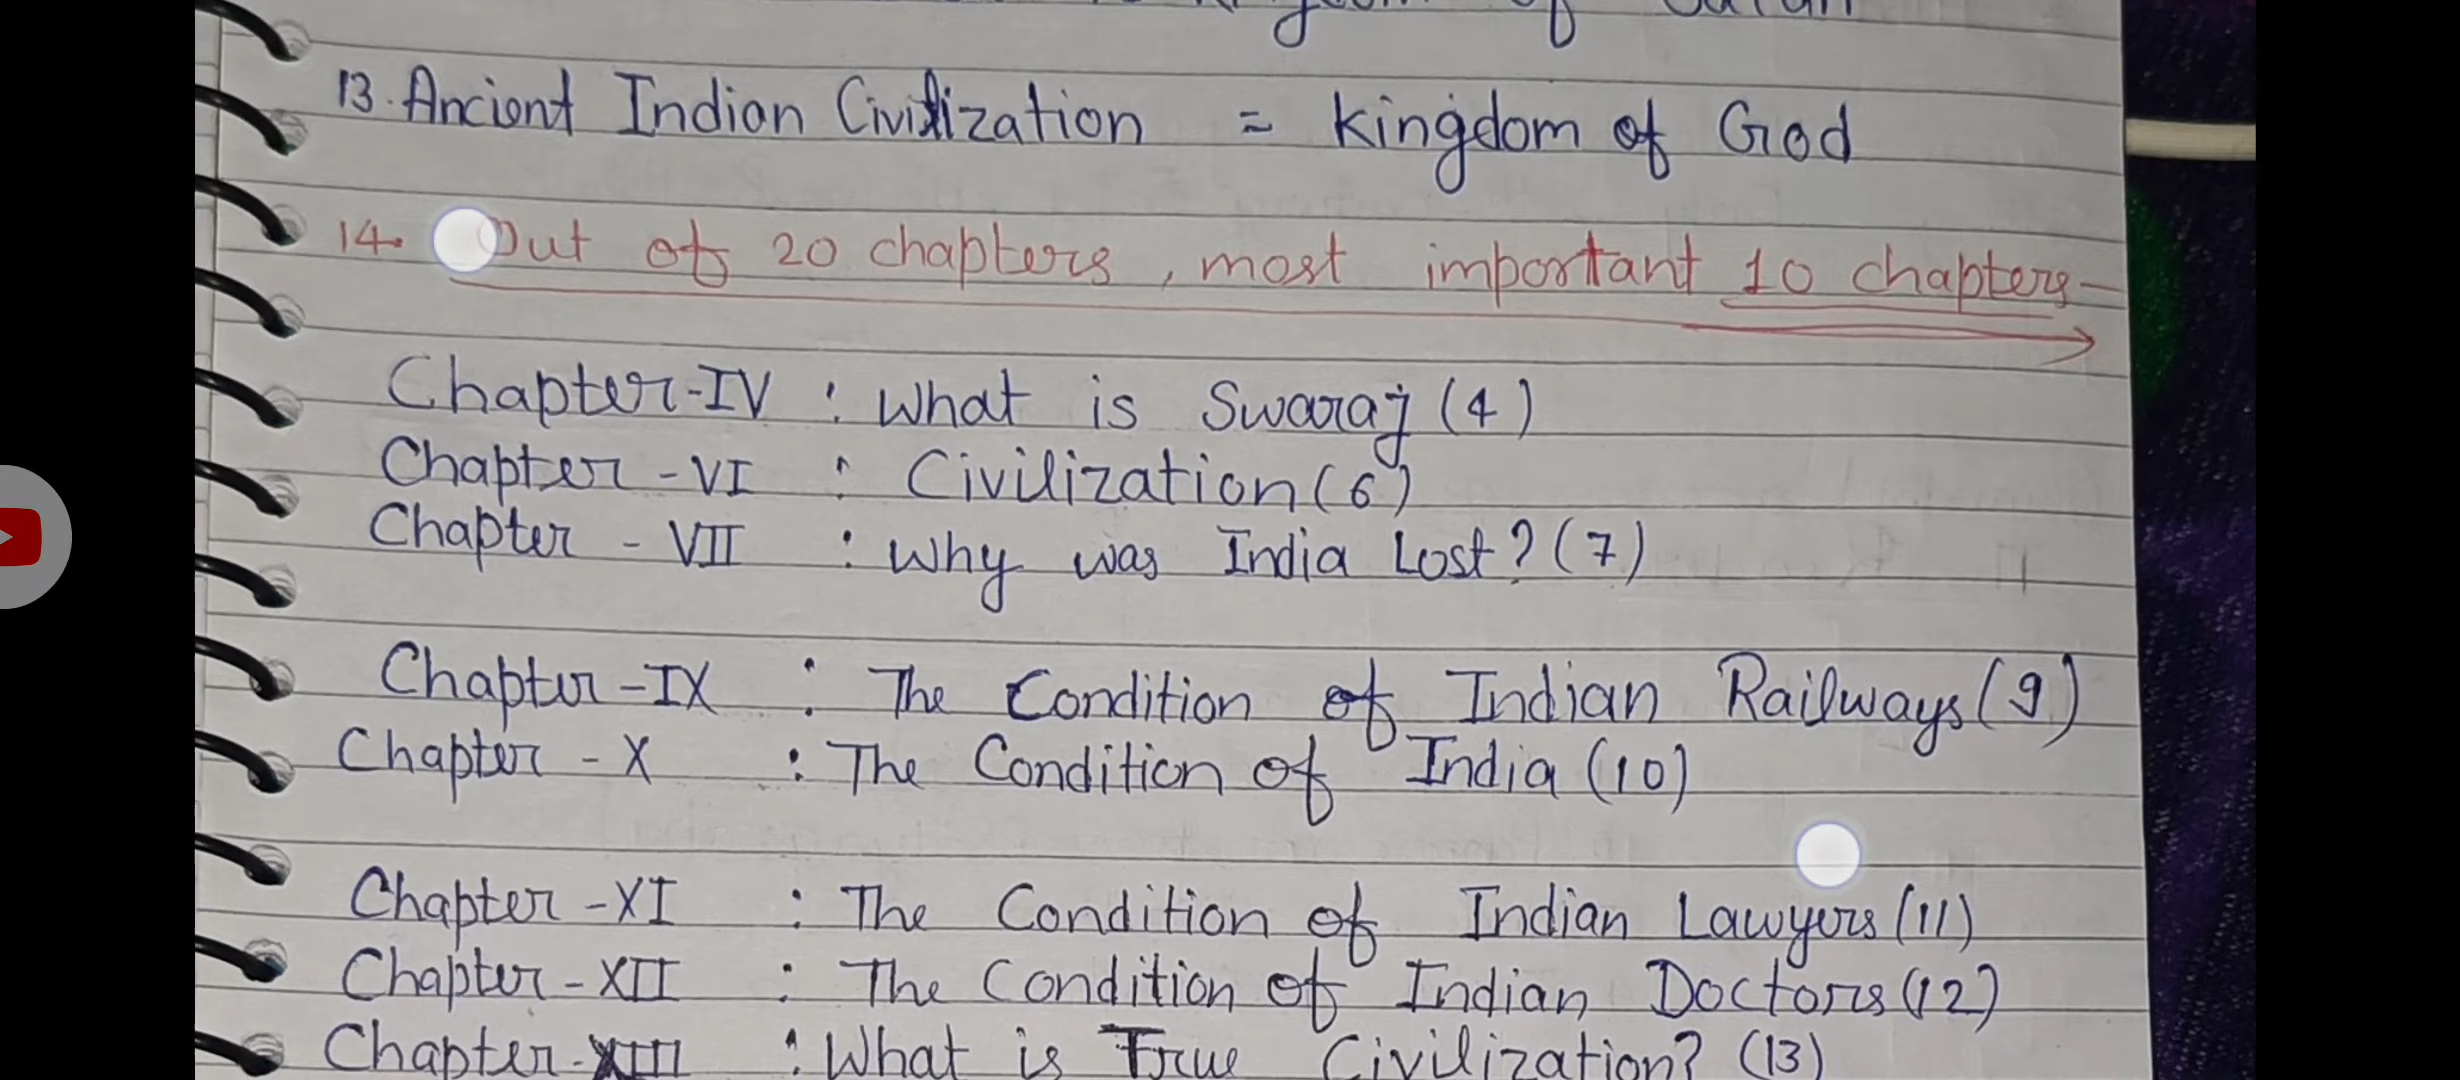 of
13. Ancient Indian Civilization = Kingdom of God
14. Out of 20 chapters, most important 10 chapters-
Chapter-IV : What is Swaraj (4)
Chapter - VI : Civilization (6)
Chapter - VII : Why was India Lost? (7)
Chapter - IX : The Condition of Indian Railways (9)
Chapter - X : The Condition of India (10)
Chapter - XI : The Condition of Indian Lawyers (11)
Chapter - XII : The Condition of Indian Doctors (12)
Chapter - XIII : What is True Civilization? (13)